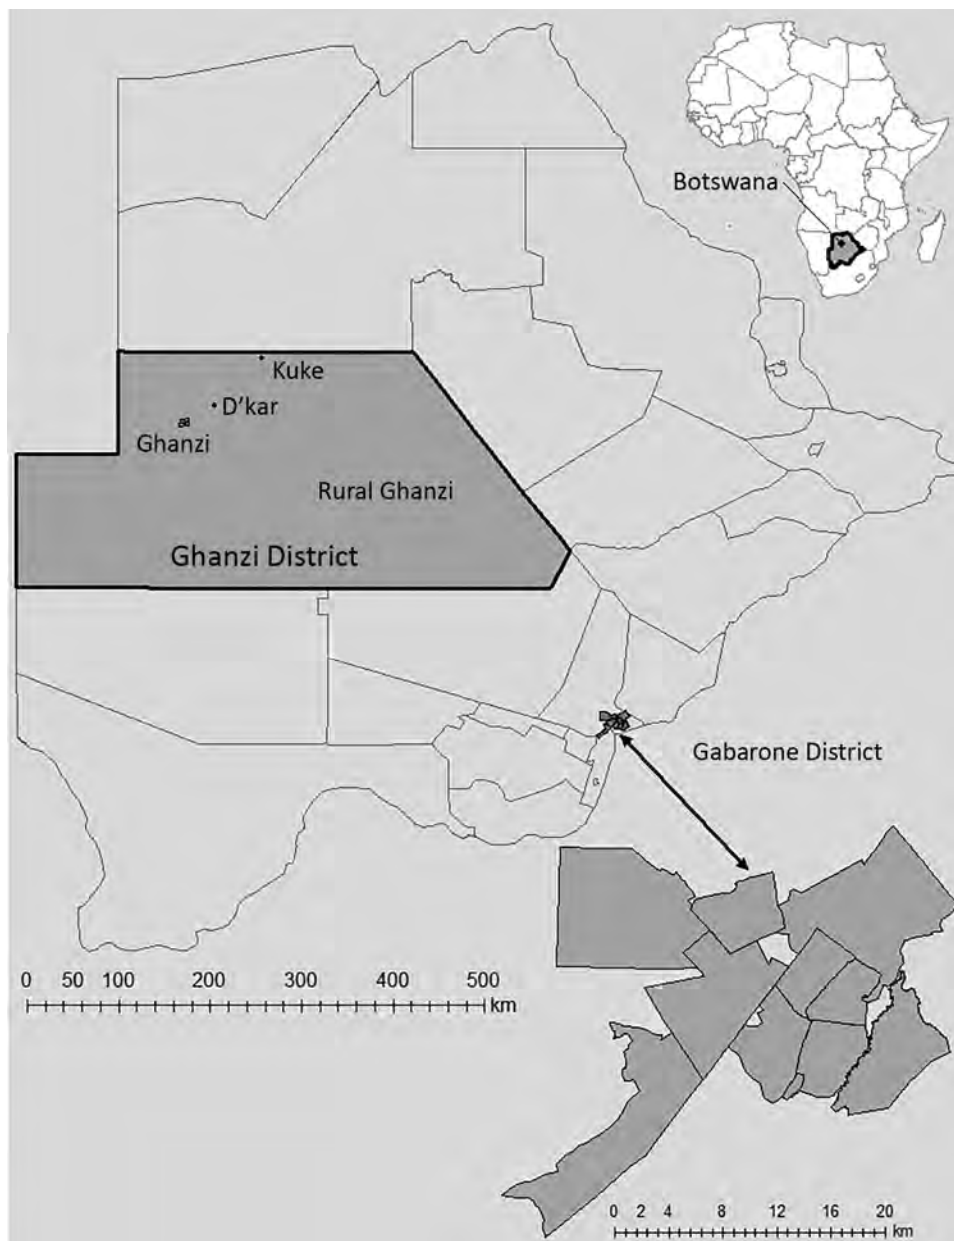 Botswana
Kuke
D'kar
Ghanzi
Rural Ghanzi
Ghanzi District
Gabarone District
0 50 100 200 300 400 500
km
0 2 4 8 12 16 20
km